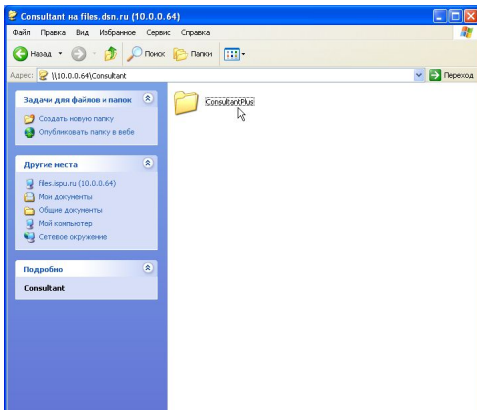 Consultant на files.dsn.ru (10.0.0.64)
Файл Правка Вид Избранное Сервис Справка
Назад Поиск Папки
Адрес: \\10.0.0.64\Consultant Переход
Задачи для файлов и папок
Создать новую папку
Опубликовать папку в вебе
Другие места
files.ispu.ru (10.0.0.64)
Мои документы
Общие документы
Мой компьютер
Сетевое окружение
Подробно
Consultant
ConsultantPlus